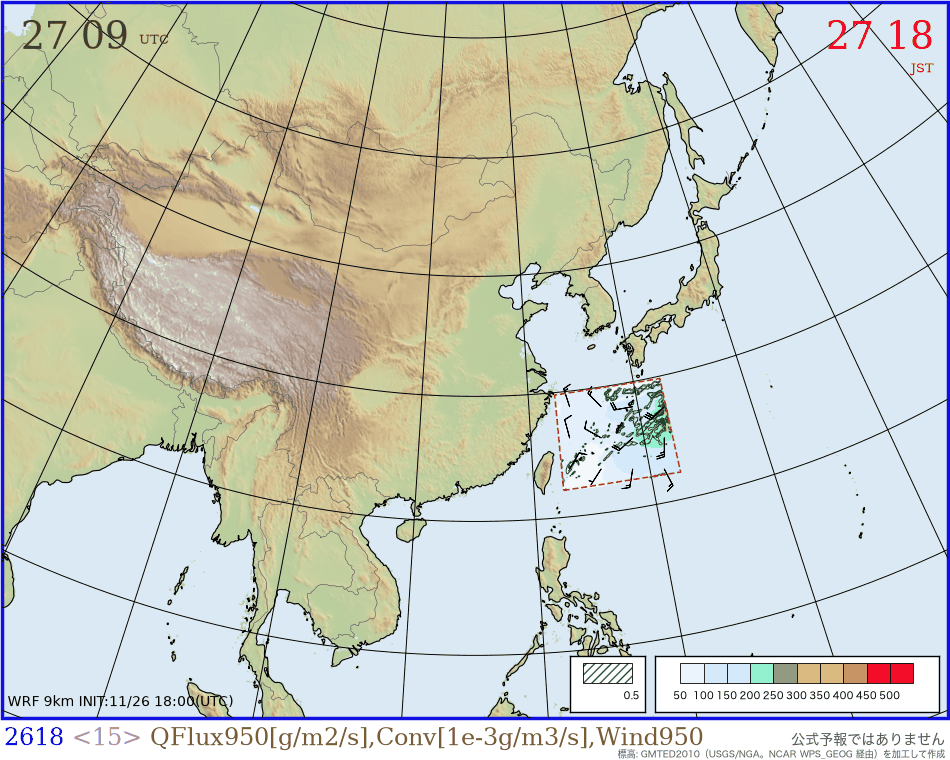 27 09 UTC
27 18
JST
WRF 9km INIT:11/26 18:00(UTC)
0.5
50 100 150 200 250 300 350 400 450 500
2618 <15> QFlux950[g/m2/s],Conv[1e-3g/m3/s],Wind950
公式予報ではありません
標高: GMTED2010（USGS/NGA。NCAR WPS_GEOG 経由）を加工して作成